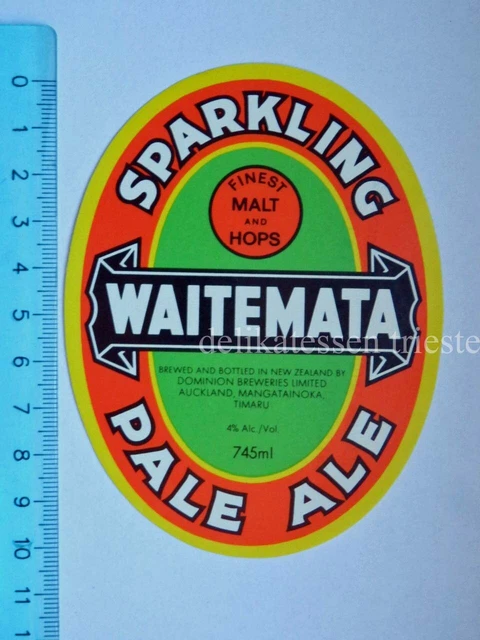 SPARKLING
FINEST
MALT
AND
HOPS
WAITEMATA
delikatessen trieste
BREWED AND BOTTLED IN NEW ZEALAND BY
DOMINION BREWERIES LIMITED
AUCKLAND, MANGATAINOKA,
TIMARU
4% Alc./Vol
745ml
PALE ALE
0
1
2
3
4
5
6
7
8
9
10
11